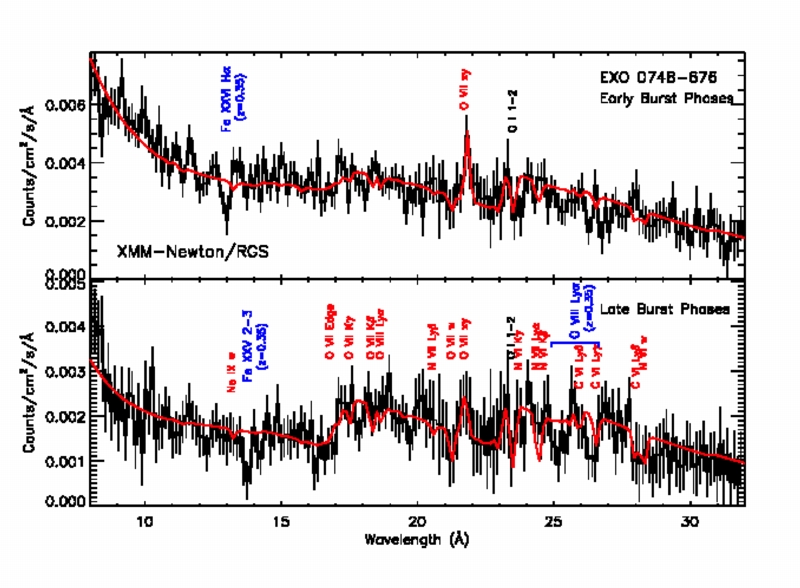 EXO 0748-676
Early Burst Phases
Fe XXVI Hα
(z=0.35)
O VII xy
O I 1-2
XMM-Newton/RGS
Counts/cm²/s/Å
0.006
0.004
0.002
0.000
0.005
0.004
0.003
0.002
0.001
0.000
Counts/cm²/s/Å
Late Burst Phases
Ne IX w
Fe XXV 2-3
(z=0.35)
O VII Edge
O VII Kγ
O VII Kβ
O VIII Lyα
N VII Lyβ
O VII w
O VII xy
O I 1-2
N VI Kγ
O VIII Lyα
(z=0.35)
C VI Lyδ
C VI Lyγ
C VI Lyβ
N VI w
10
15
20
25
30
Wavelength (Å)